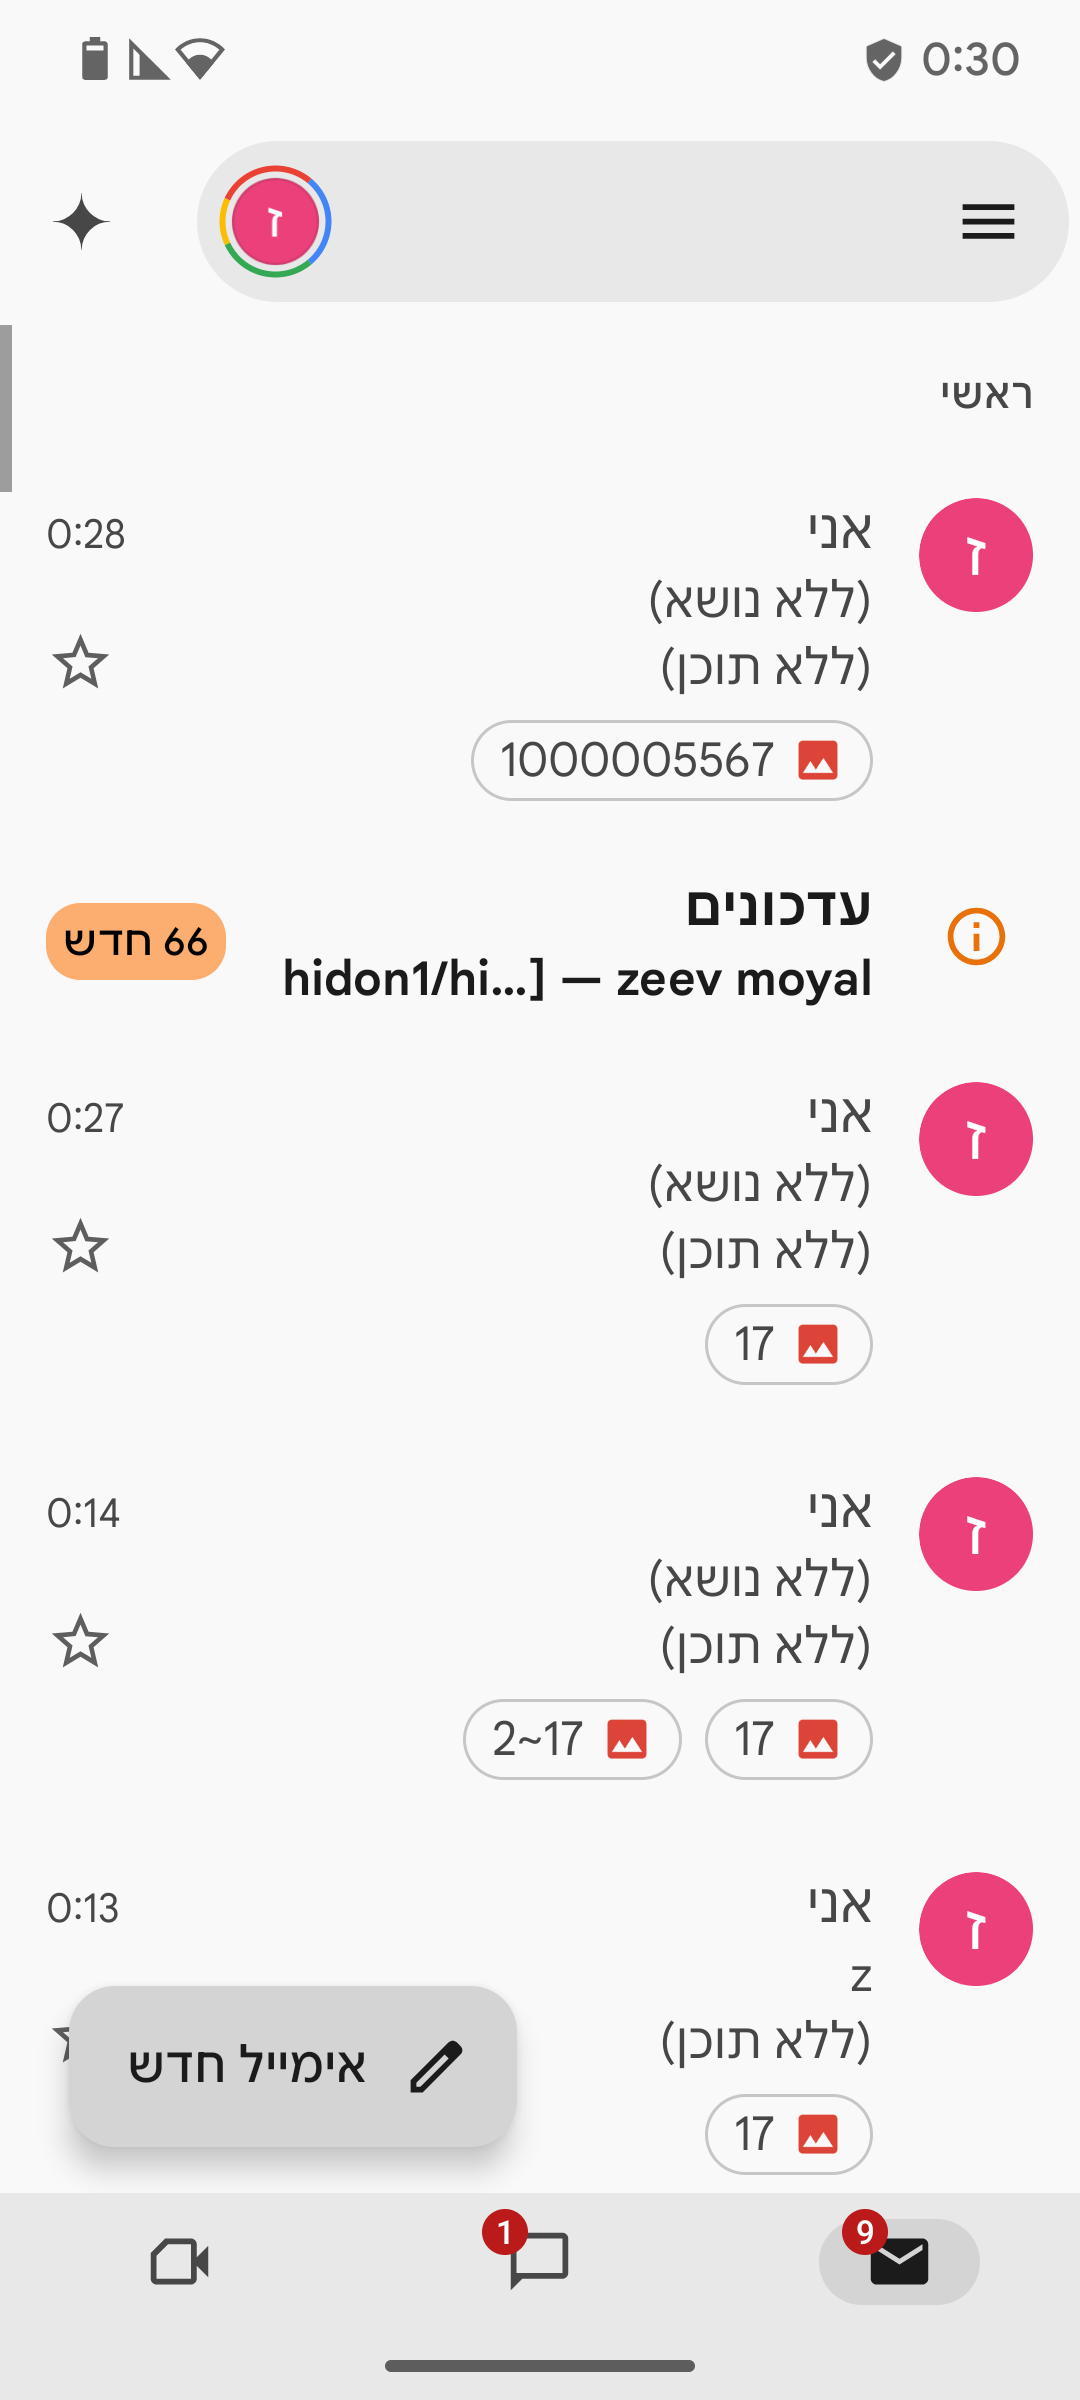 0:30
ז
ראשי
ז
אני
0:28
(ללא נושא)
(ללא תוכן)
1000005567
עדכונים
66 חדש
zeev moyal — [hidon1/hi...
ז
אני
0:27
(ללא נושא)
(ללא תוכן)
17
ז
אני
0:14
(ללא נושא)
(ללא תוכן)
17
17~2
ז
אני
0:13
z
(ללא תוכן)
17
אימייל חדש
9
1